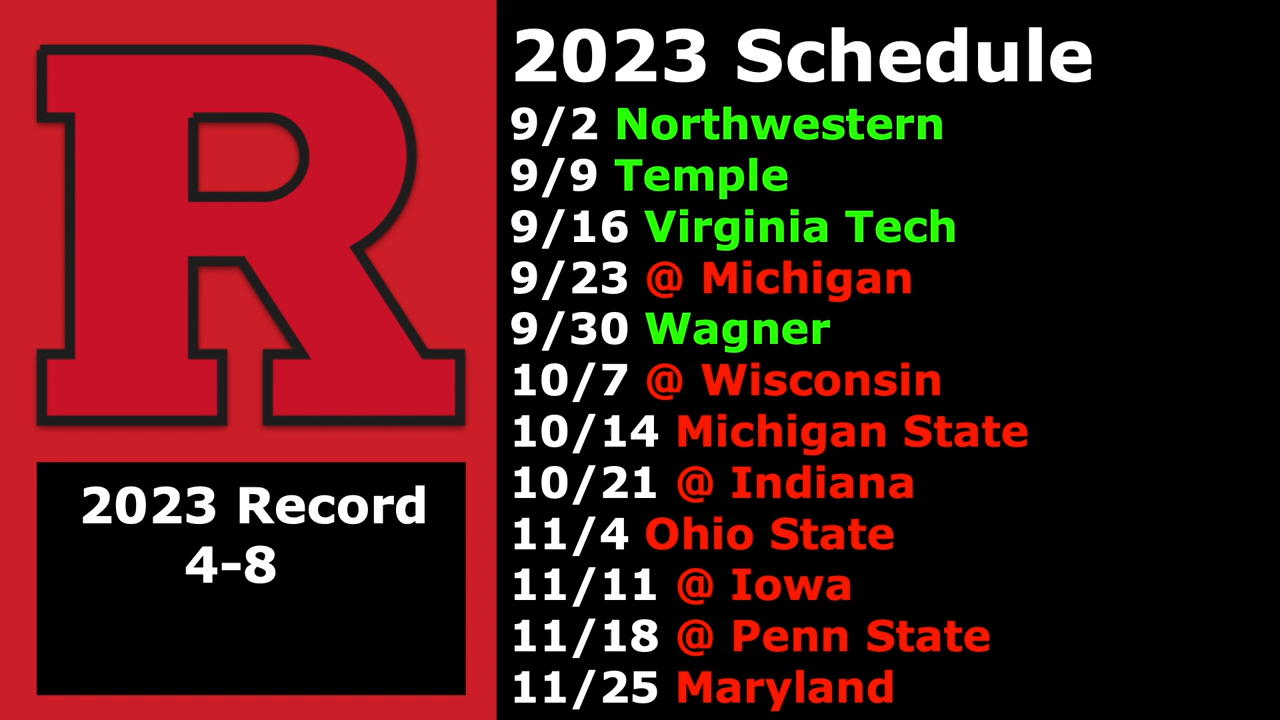 R
2023 Record
4-8
2023 Schedule
9/2 Northwestern
9/9 Temple
9/16 Virginia Tech
9/23 @ Michigan
9/30 Wagner
10/7 @ Wisconsin
10/14 Michigan State
10/21 @ Indiana
11/4 Ohio State
11/11 @ Iowa
11/18 @ Penn State
11/25 Maryland